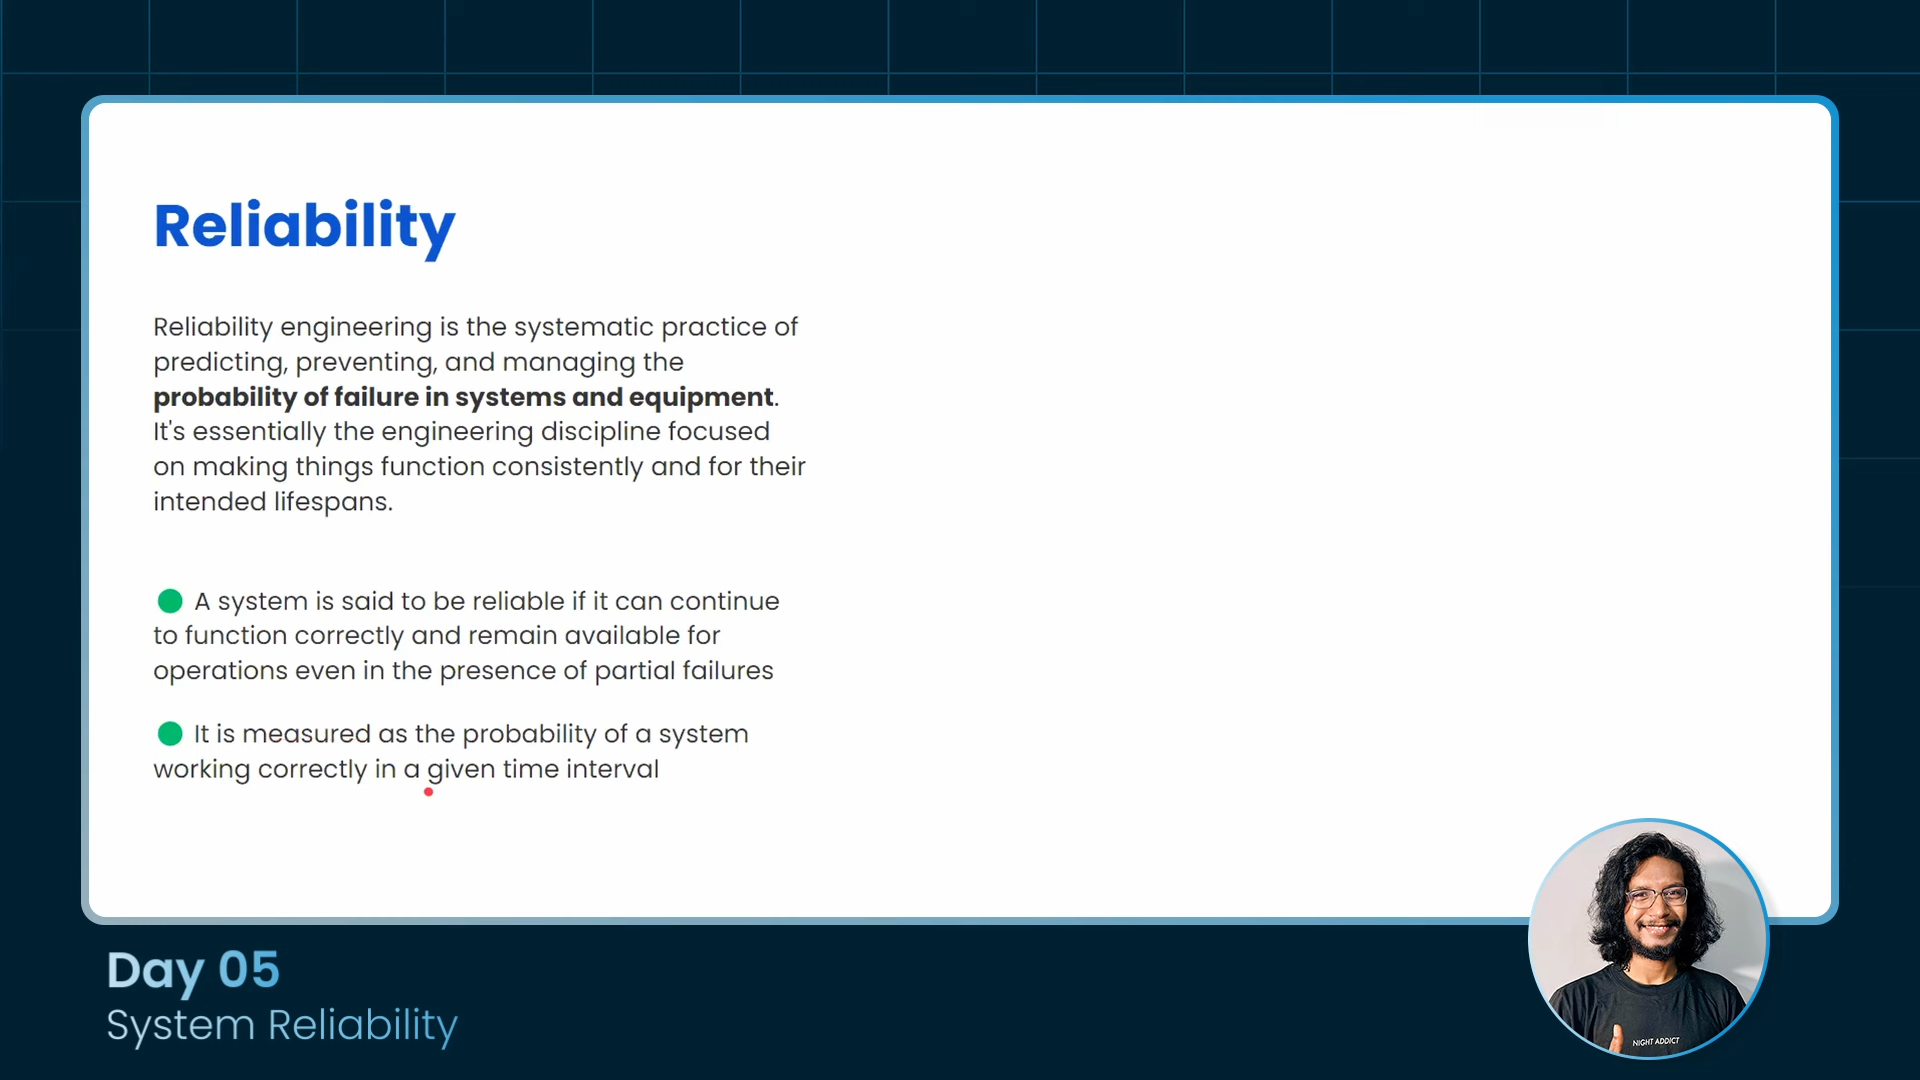 Reliability
Reliability engineering is the systematic practice of
predicting, preventing, and managing the
probability of failure in systems and equipment.
It's essentially the engineering discipline focused
on making things function consistently and for their
intended lifespans.
A system is said to be reliable if it can continue
to function correctly and remain available for
operations even in the presence of partial failures
It is measured as the probability of a system
working correctly in a given time interval
Day 05
System Reliability
NIGHT ADDICT